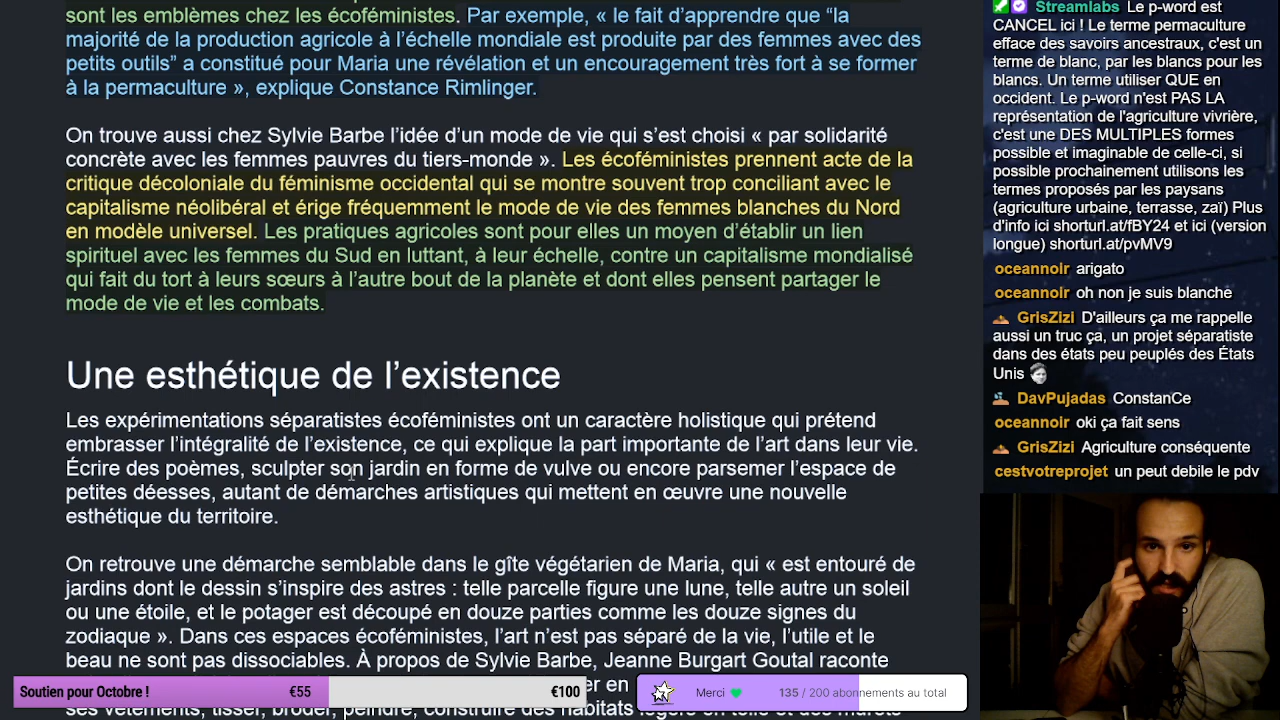 sont les emblèmes chez les écoféministes. Par exemple, « le fait d’apprendre que “la
majorité de la production agricole à l’échelle mondiale est produite par des femmes avec des
petits outils” a constitué pour Maria une révélation et un encouragement très fort à se former
à la permaculture », explique Constance Rimlinger.
On trouve aussi chez Sylvie Barbe l’idée d’un mode de vie qui s’est choisi « par solidarité
concrète avec les femmes pauvres du tiers-monde ». Les écoféministes prennent acte de la
critique décoloniale du féminisme occidental qui se montre souvent trop conciliant avec le
capitalisme néolibéral et érige fréquemment le mode de vie des femmes blanches du Nord
en modèle universel. Les pratiques agricoles sont pour elles un moyen d’établir un lien
spirituel avec les femmes du Sud en luttant, à leur échelle, contre un capitalisme mondialisé
qui fait du tort à leurs sœurs à l’autre bout de la planète et dont elles pensent partager le
mode de vie et les combats.
Une esthétique de l’existence
Les expérimentations séparatistes écoféministes ont un caractère holistique qui prétend
embrasser l’intégralité de l’existence, ce qui explique la part importante de l’art dans leur vie.
Écrire des poèmes, sculpter son jardin en forme de vulve ou encore parsemer l’espace de
petites déesses, autant de démarches artistiques qui mettent en œuvre une nouvelle
esthétique du territoire.
On retrouve une démarche semblable dans le gîte végétarien de Maria, qui « est entouré de
jardins dont le dessin s’inspire des astres : telle parcelle figure une lune, telle autre un soleil
ou une étoile, et le potager est découpé en douze parties comme les douze signes du
zodiaque ». Dans ces espaces écoféministes, l’art n’est pas séparé de la vie, l’utile et le
beau ne sont pas dissociables. À propos de Sylvie Barbe, Jeanne Burgart Goutal raconte
er en
ses vêtements, tisser, broder, peindre, construire des habitats légers en
Soutien pour Octobre ! €55 €100
Merci 135 / 200 abonnements au total
Streamlabs Le p-word est
CANCEL ici ! Le terme permaculture
efface des savoirs ancestraux, c'est un
terme de blanc, par les blancs pour les
blancs. Un terme utiliser QUE en
occident. Le p-word n'est PAS LA
représentation de l'agriculture vivrière,
c'est une DES MULTIPLES formes
possible et imaginable de celle-ci, si
possible prochainement utilisons les
termes proposés par les paysans
(agriculture urbaine, terrasse, zaï) Plus
d'info ici shorturl.at/fBY24 et ici (version
longue) shorturl.at/pvMV9
oceannoir arigato
oceannoir oh non je suis blanche
GrisZizi D'ailleurs ça me rappelle
aussi un truc ça, un projet séparatiste
dans des états peu peuplés des États
Unis
DavPujadas ConstanCe
oceannoir oki ça fait sens
GrisZizi Agriculture conséquente
cestvotreprojet un peut debile le pdv